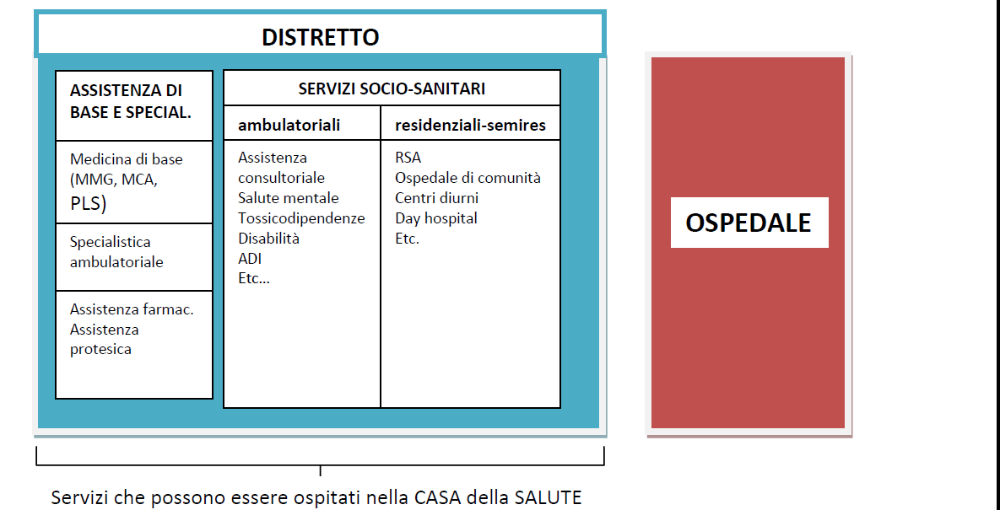 DISTRETTO
ASSISTENZA DI
BASE E SPECIAL.
Medicina di base
(MMG, MCA,
PLS)
Specialistica
ambulatoriale
Assistenza farmac.
Assistenza
protesica
SERVIZI SOCIO-SANITARI
ambulatoriali
Assistenza
consultoriale
Salute mentale
Tossicodipendenze
Disabilità
ADI
Etc...
residenziali-semires
RSA
Ospedale di comunità
Centri diurni
Day hospital
Etc.
OSPEDALE
Servizi che possono essere ospitati nella CASA della SALUTE